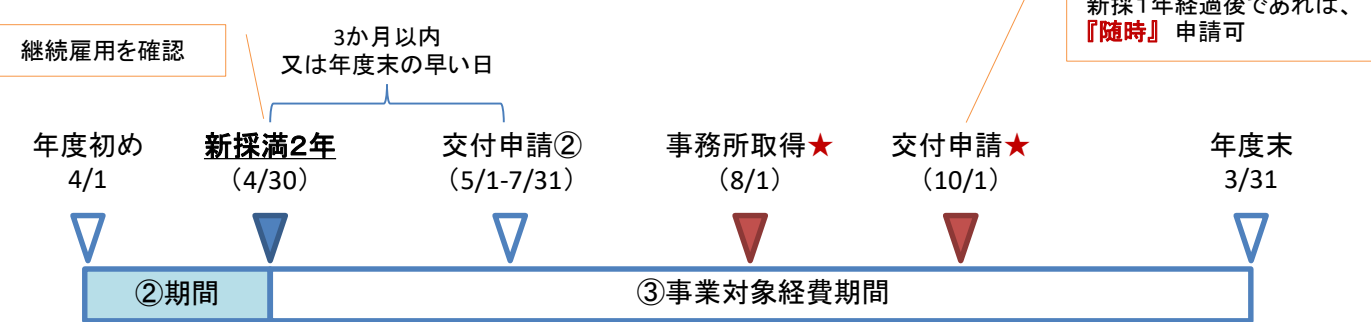 新採1年経過後であれば、
『随時』 申請可
継続雇用を確認
3か月以内
又は年度末の早い日
年度初め
4/1
新採満2年
（4/30）
交付申請②
（5/1-7/31）
事務所取得★
（8/1）
交付申請★
（10/1）
年度末
3/31
②期間
③事業対象経費期間